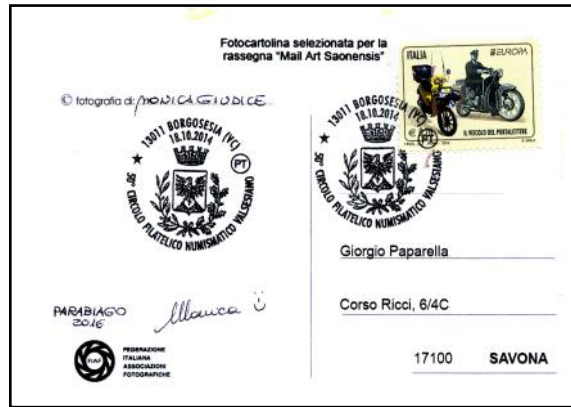 Fotocartolina selezionata per la
rassegna "Mail Art Saonensis"
ITALIA
EUROPA
IL VEICOLO DEL PORTALETTERE
© fotografia di: MONICA GIUDICE
13011 BORGOSESIA (VC)
18.10.2014
PT
50° CIRCOLO FILATELICO NUMISMATICO VALSESIANO
13011 BORGOSESIA (VC)
18.10.2014
PT
50° CIRCOLO FILATELICO NUMISMATICO VALSESIANO
Giorgio Paparella
Corso Ricci, 6/4C
17100 SAVONA
PARABIAGO
2016
FIAF
FEDERAZIONE
ITALIANA
ASSOCIAZIONI
FOTOGRAFICHE